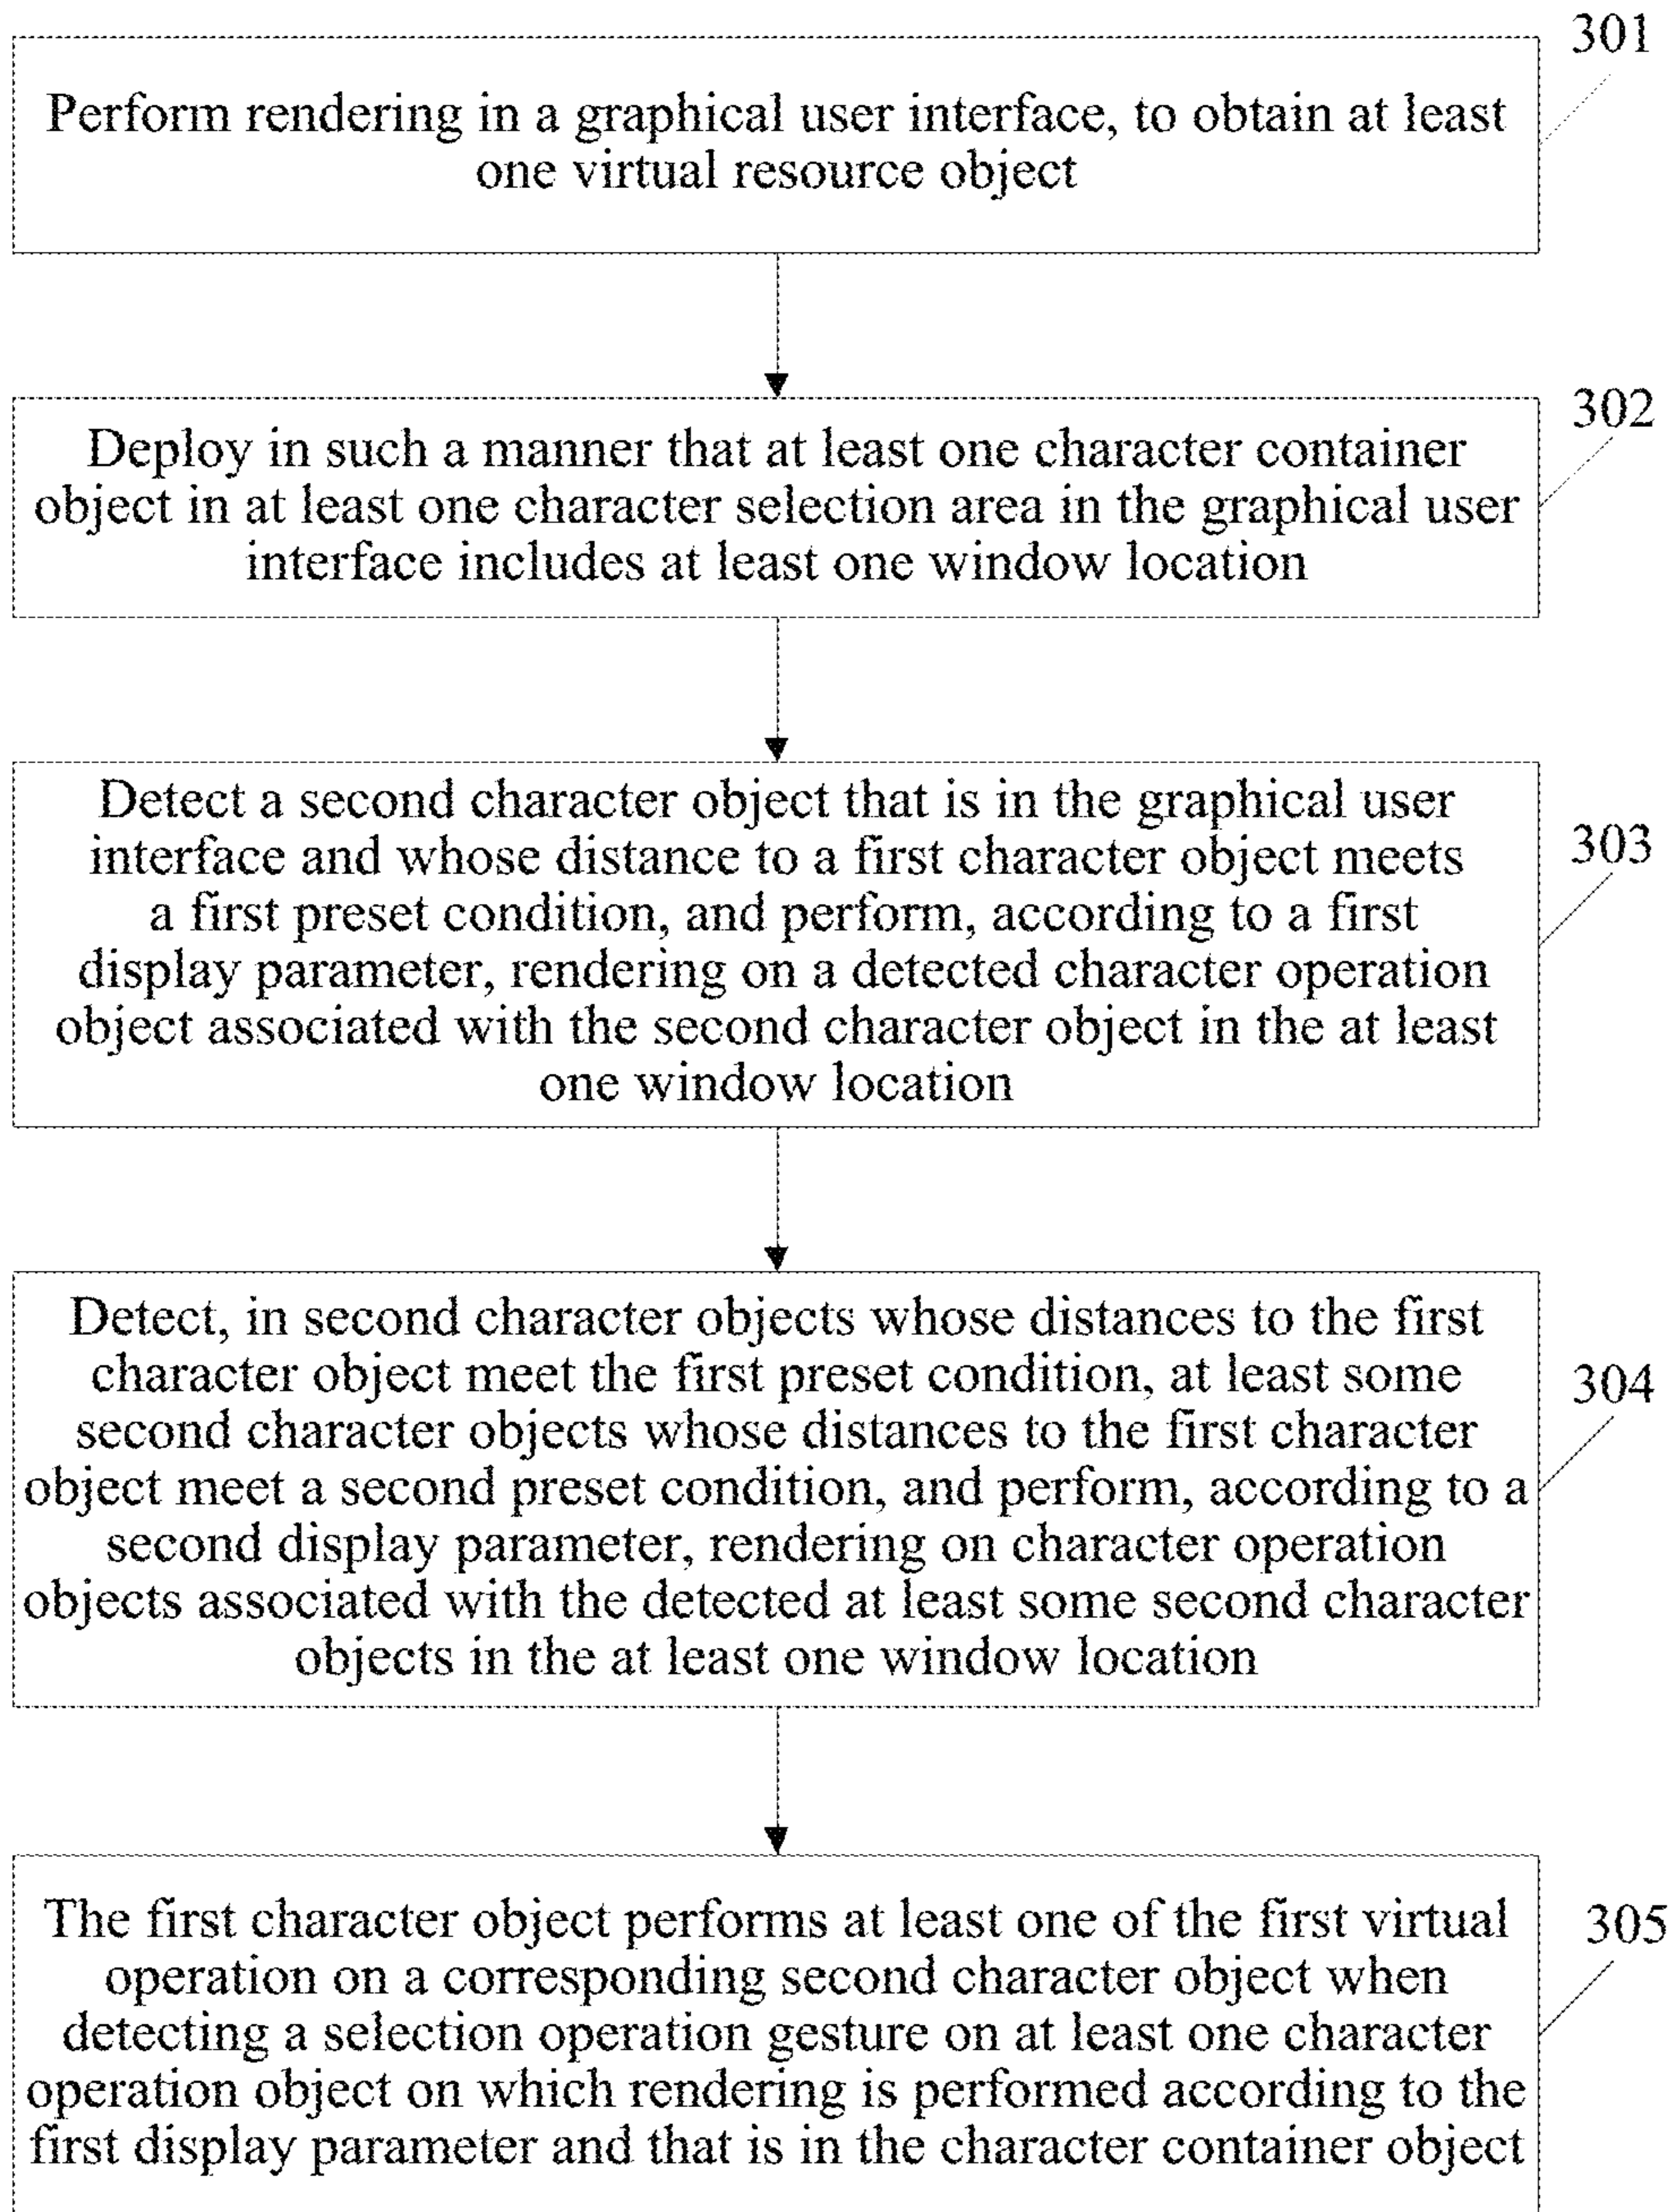 301
Perform rendering in a graphical user interface, to obtain at least
one virtual resource object
302
Deploy in such a manner that at least one character container
object in at least one character selection area in the graphical user
interface includes at least one window location
303
Detect a second character object that is in the graphical user
interface and whose distance to a first character object meets
a first preset condition, and perform, according to a first
display parameter, rendering on a detected character operation
object associated with the second character object in the at least
one window location
304
Detect, in second character objects whose distances to the first
character object meet the first preset condition, at least some
second character objects whose distances to the first character
object meet a second preset condition, and perform, according to a
second display parameter, rendering on character operation
objects associated with the detected at least some second character
objects in the at least one window location
305
The first character object performs at least one of the first virtual
operation on a corresponding second character object when
detecting a selection operation gesture on at least one character
operation object on which rendering is performed according to the
first display parameter and that is in the character container object